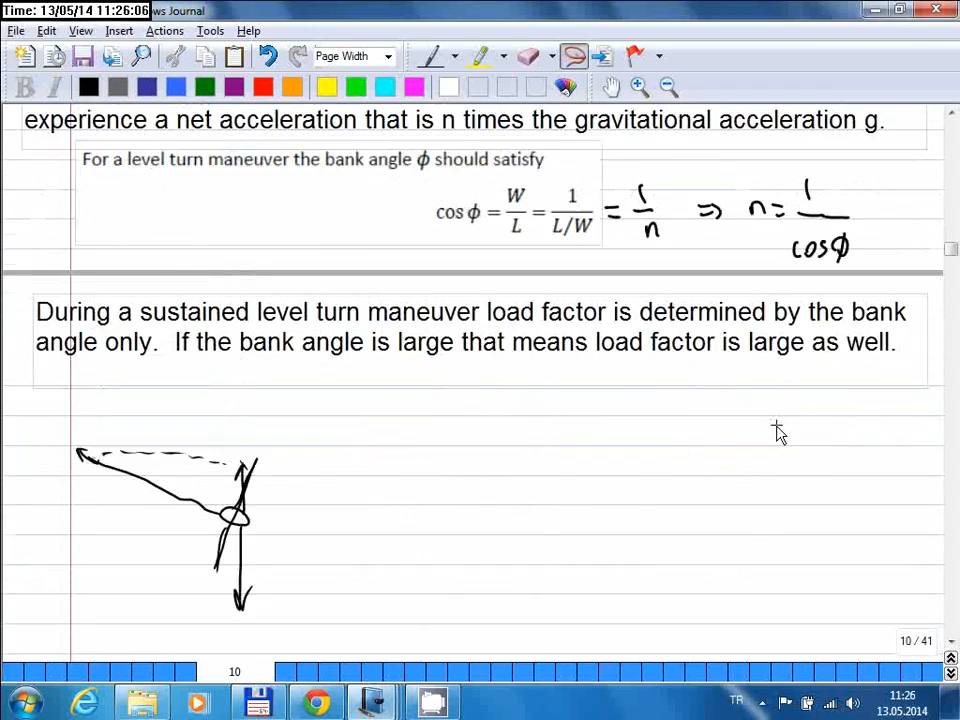 Time: 13/05/14 11:26:06
ws Journal
File Edit View Insert Actions Tools Help
Page Width
B I
experience a net acceleration that is n times the gravitational acceleration g.
For a level turn maneuver the bank angle ϕ should satisfy
cos ϕ = W/L = 1/(L/W) = 1/n ⇒ n = 1/cosϕ
During a sustained level turn maneuver load factor is determined by the bank
angle only. If the bank angle is large that means load factor is large as well.
10 / 41
10
TR
11:26
13.05.2014